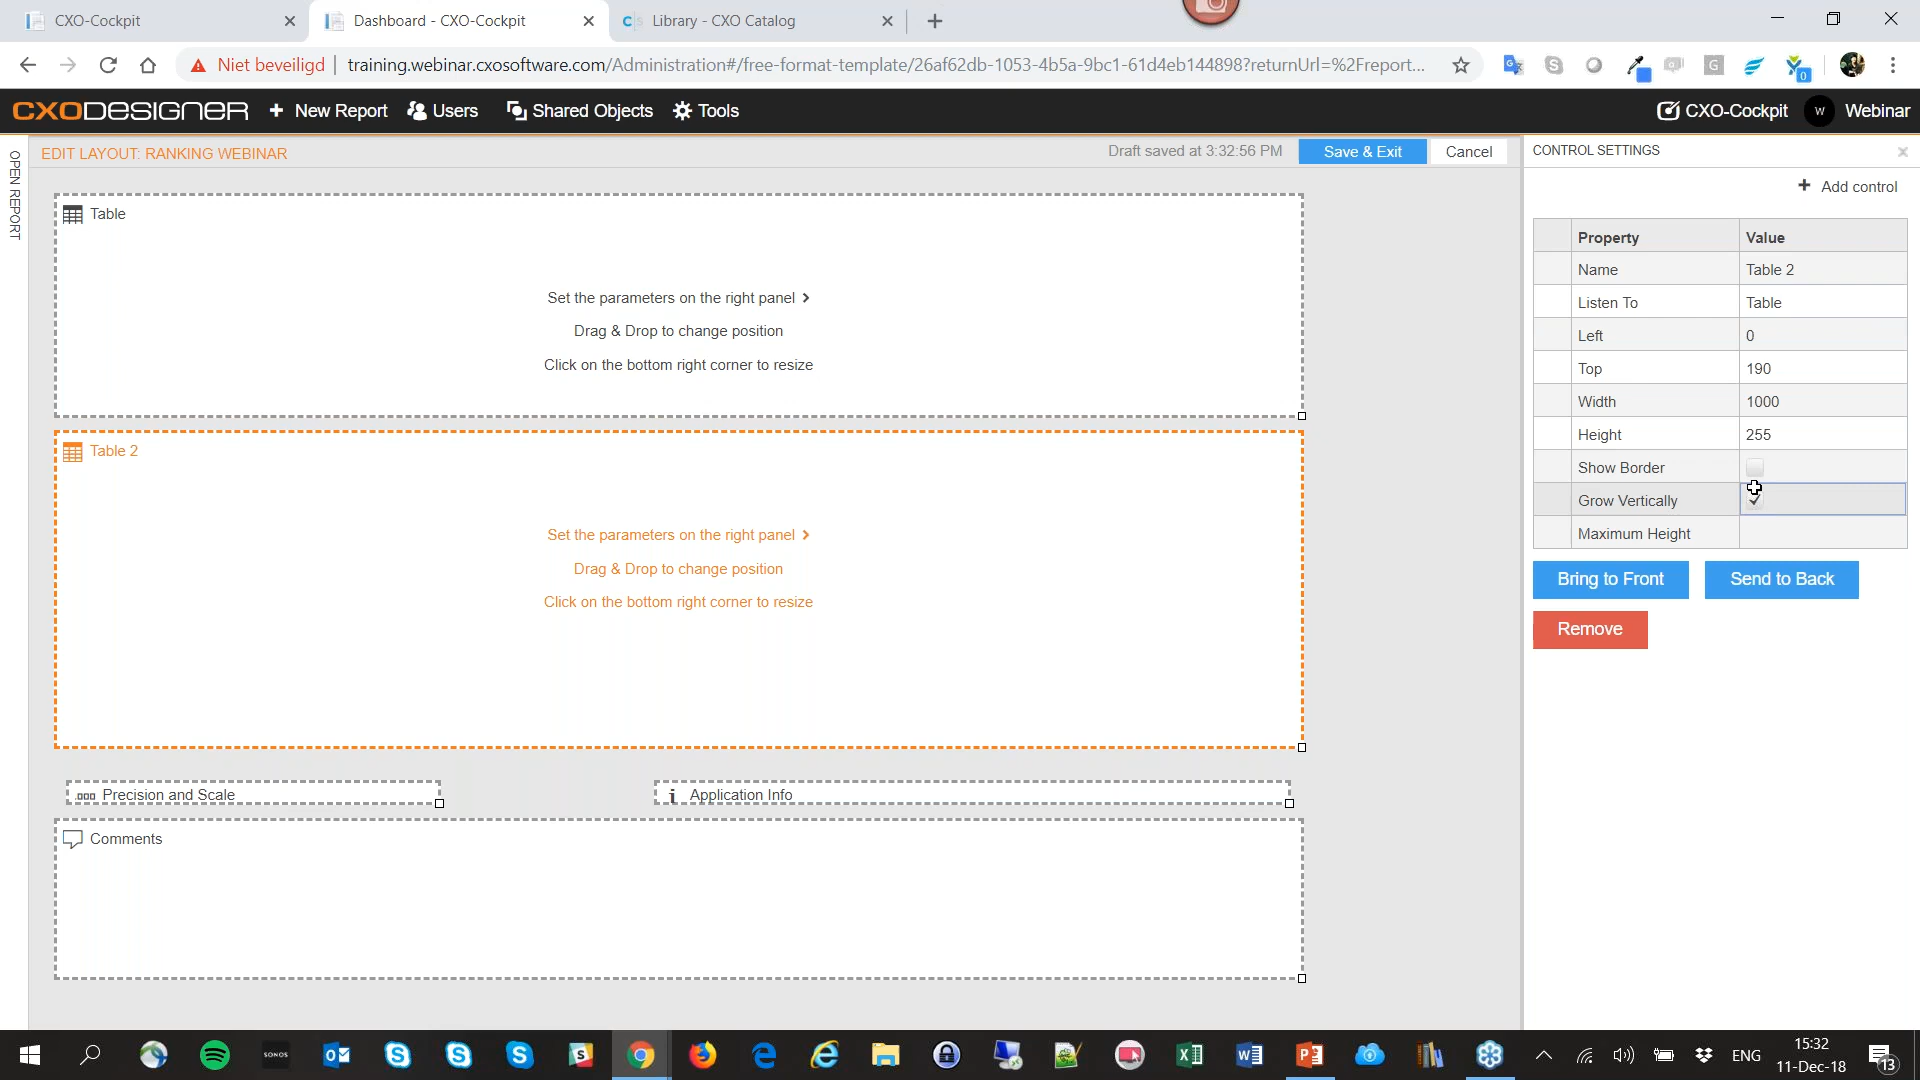 CXO-Cockpit
Dashboard - CXO-Cockpit
Library - CXO Catalog
Niet beveiligd
training.webinar.cxosoftware.com/Administration#/free-format-template/26af62db-1053-4b5a-9bc1-61d4eb144898?returnUrl=%2Freport...
CXODESIGNER
New Report
Users
Shared Objects
Tools
CXO-Cockpit
W
Webinar
OPEN REPORT
EDIT LAYOUT: RANKING WEBINAR
Draft saved at 3:32:56 PM
Save & Exit
Cancel
CONTROL SETTINGS
Add control
Table
Set the parameters on the right panel
Drag & Drop to change position
Click on the bottom right corner to resize
Table 2
Set the parameters on the right panel
Drag & Drop to change position
Click on the bottom right corner to resize
Precision and Scale
Application Info
Comments
Property Value
Name Table 2
Listen To Table
Left 0
Top 190
Width 1000
Height 255
Show Border
Grow Vertically
Maximum Height
Bring to Front
Send to Back
Remove
SONOS
ENG
15:32
11-Dec-18
13